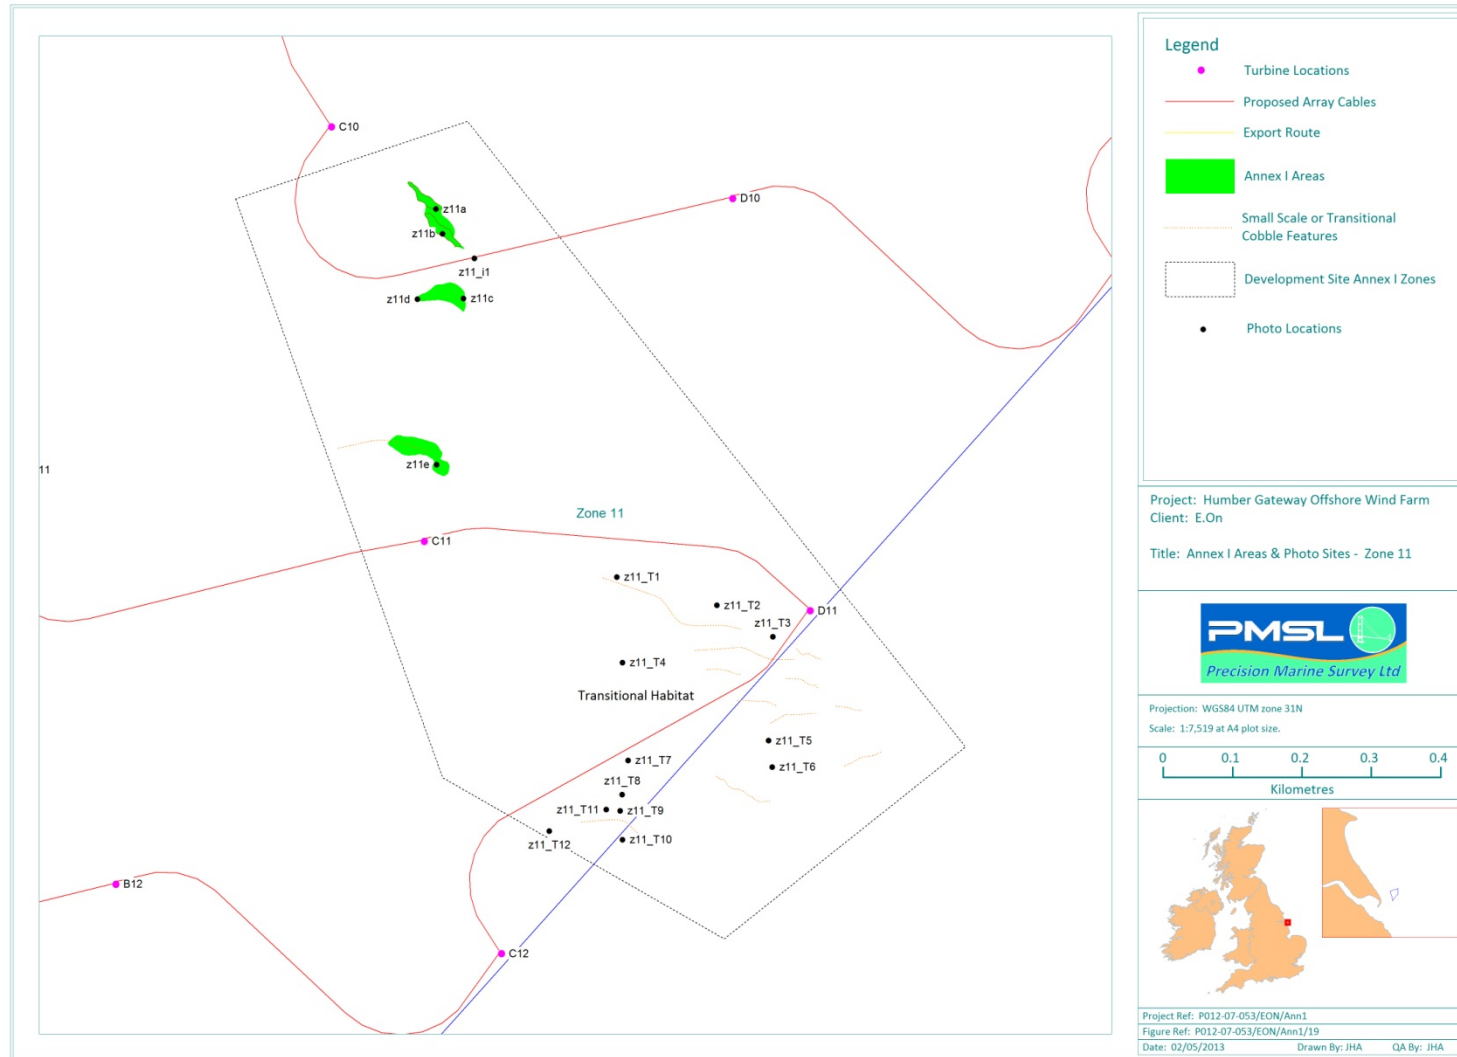 C10
D10
z11a
z11b
z11_i1
z11d
z11c
z11e
11
Zone 11
C11
z11_T1
z11_T2
D11
z11_T3
z11_T4
Transitional Habitat
z11_T5
z11_T6
z11_T7
z11_T8
z11_T11
z11_T9
z11_T12
z11_T10
B12
C12
Legend
Turbine Locations
Proposed Array Cables
Export Route
Annex I Areas
Small Scale or Transitional
Cobble Features
Development Site Annex I Zones
Photo Locations
Project: Humber Gateway Offshore Wind Farm
Client: E.On
Title: Annex I Areas & Photo Sites - Zone 11
PMSL
Precision Marine Survey Ltd
Projection: WGS84 UTM zone 31N
Scale: 1:7,519 at A4 plot size.
0 0.1 0.2 0.3 0.4
Kilometres
Project Ref: P012-07-053/EON/Ann1
Figure Ref: P012-07-053/EON/Ann1/19
Date: 02/05/2013 Drawn By: JHA QA By: JHA